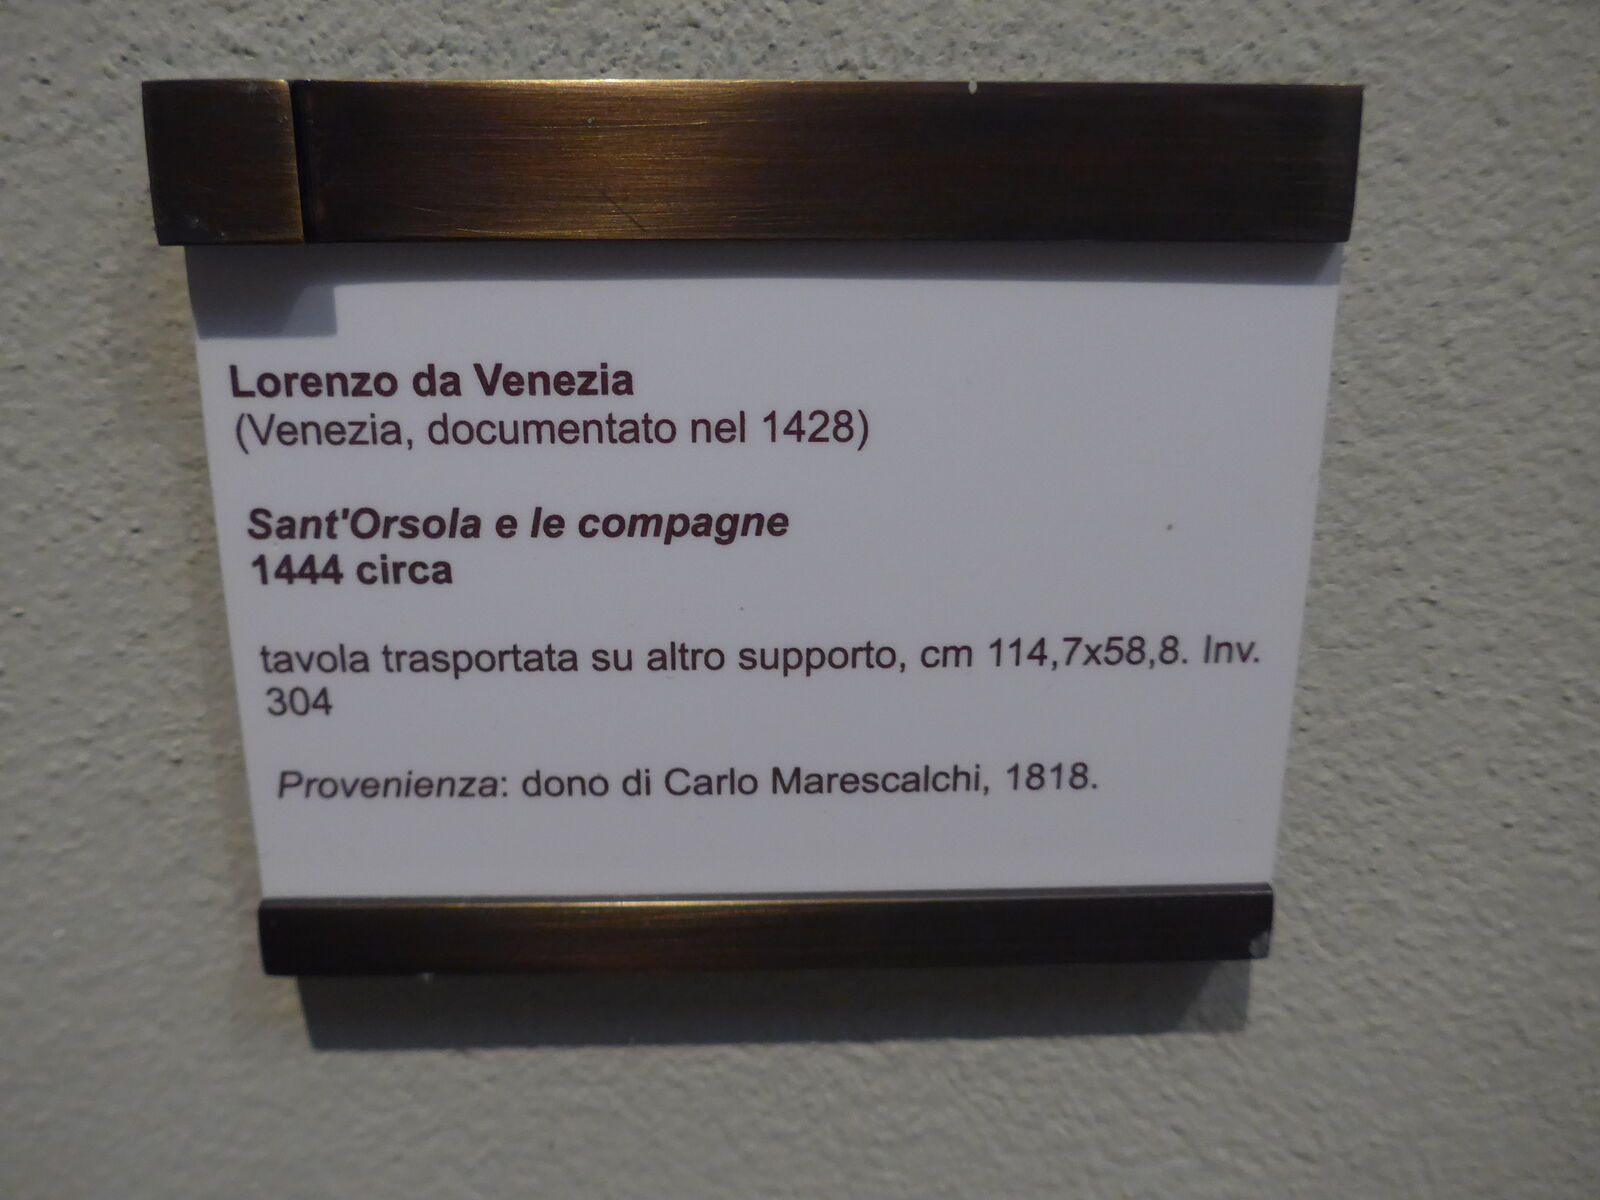 Lorenzo da Venezia
(Venezia, documentato nel 1428)
Sant'Orsola e le compagne
1444 circa
tavola trasportata su altro supporto, cm 114,7x58,8. Inv.
304
Provenienza: dono di Carlo Marescalchi, 1818.